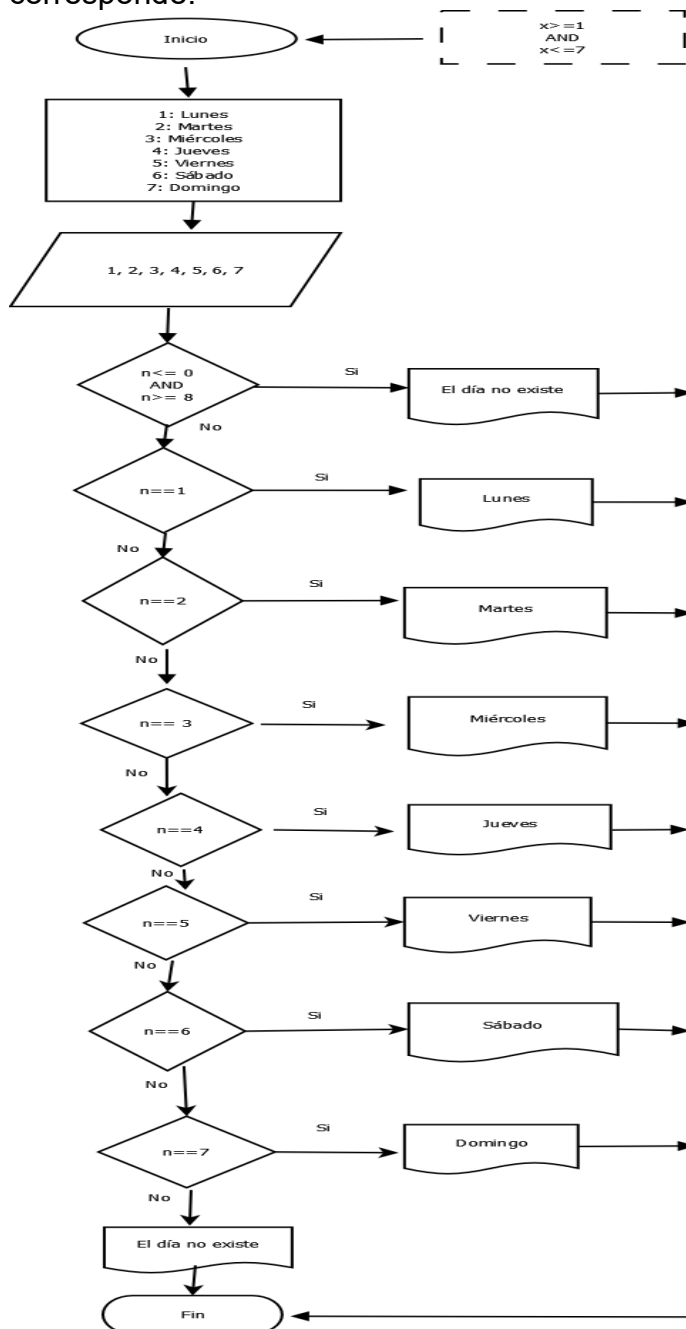 corresponde.
Inicio
x>=1
AND
x<=7
1: Lunes
2: Martes
3: Miércoles
4: Jueves
5: Viernes
6: Sábado
7: Domingo
1, 2, 3, 4, 5, 6, 7
n<= 0
AND
n>= 8
Si
El día no existe
No
n==1
Si
Lunes
No
n==2
Si
Martes
No
n== 3
Si
Miércoles
No
n==4
Si
Jueves
No
n==5
Si
Viernes
No
n==6
Si
Sábado
No
n==7
Si
Domingo
No
El día no existe
Fin